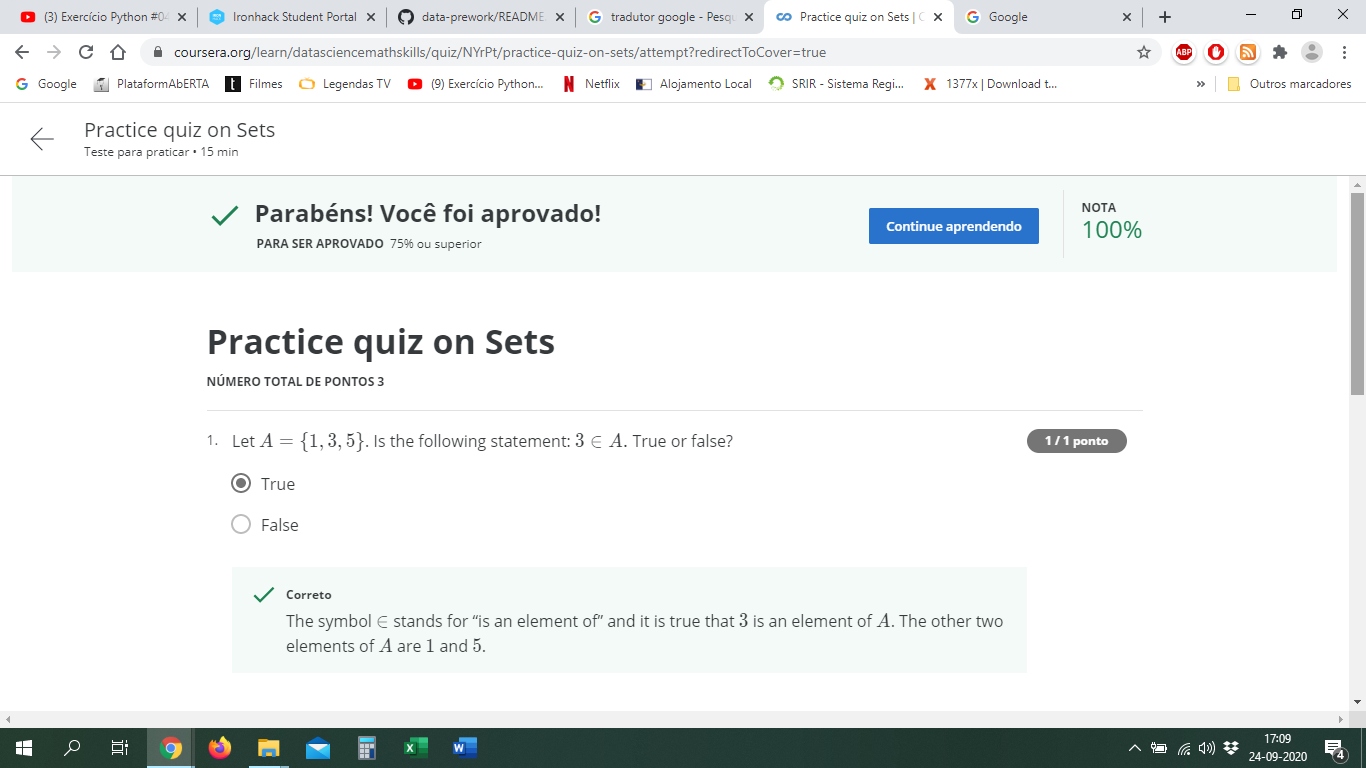 (3) Exercício Python #04
Ironhack Student Portal
data-prework/README.
tradutor google - Pesqu
Practice quiz on Sets | C
Google
coursera.org/learn/datasciencemathskills/quiz/NYrPt/practice-quiz-on-sets/attempt?redirectToCover=true
ABP
Google
PlataformAbERTA
Filmes
Legendas TV
(9) Exercício Python...
Netflix
Alojamento Local
SRIR - Sistema Regi...
1377x | Download t...
»
Outros marcadores
Practice quiz on Sets
Teste para praticar • 15 min
Parabéns! Você foi aprovado!
PARA SER APROVADO 75% ou superior
Continue aprendendo
NOTA
100%
Practice quiz on Sets
NÚMERO TOTAL DE PONTOS 3
1. Let A = {1, 3, 5}. Is the following statement: 3 ∈ A. True or false?
1 / 1 ponto
True
False
Correto
The symbol ∈ stands for “is an element of” and it is true that 3 is an element of A. The other two
elements of A are 1 and 5.
17:09
24-09-2020
4